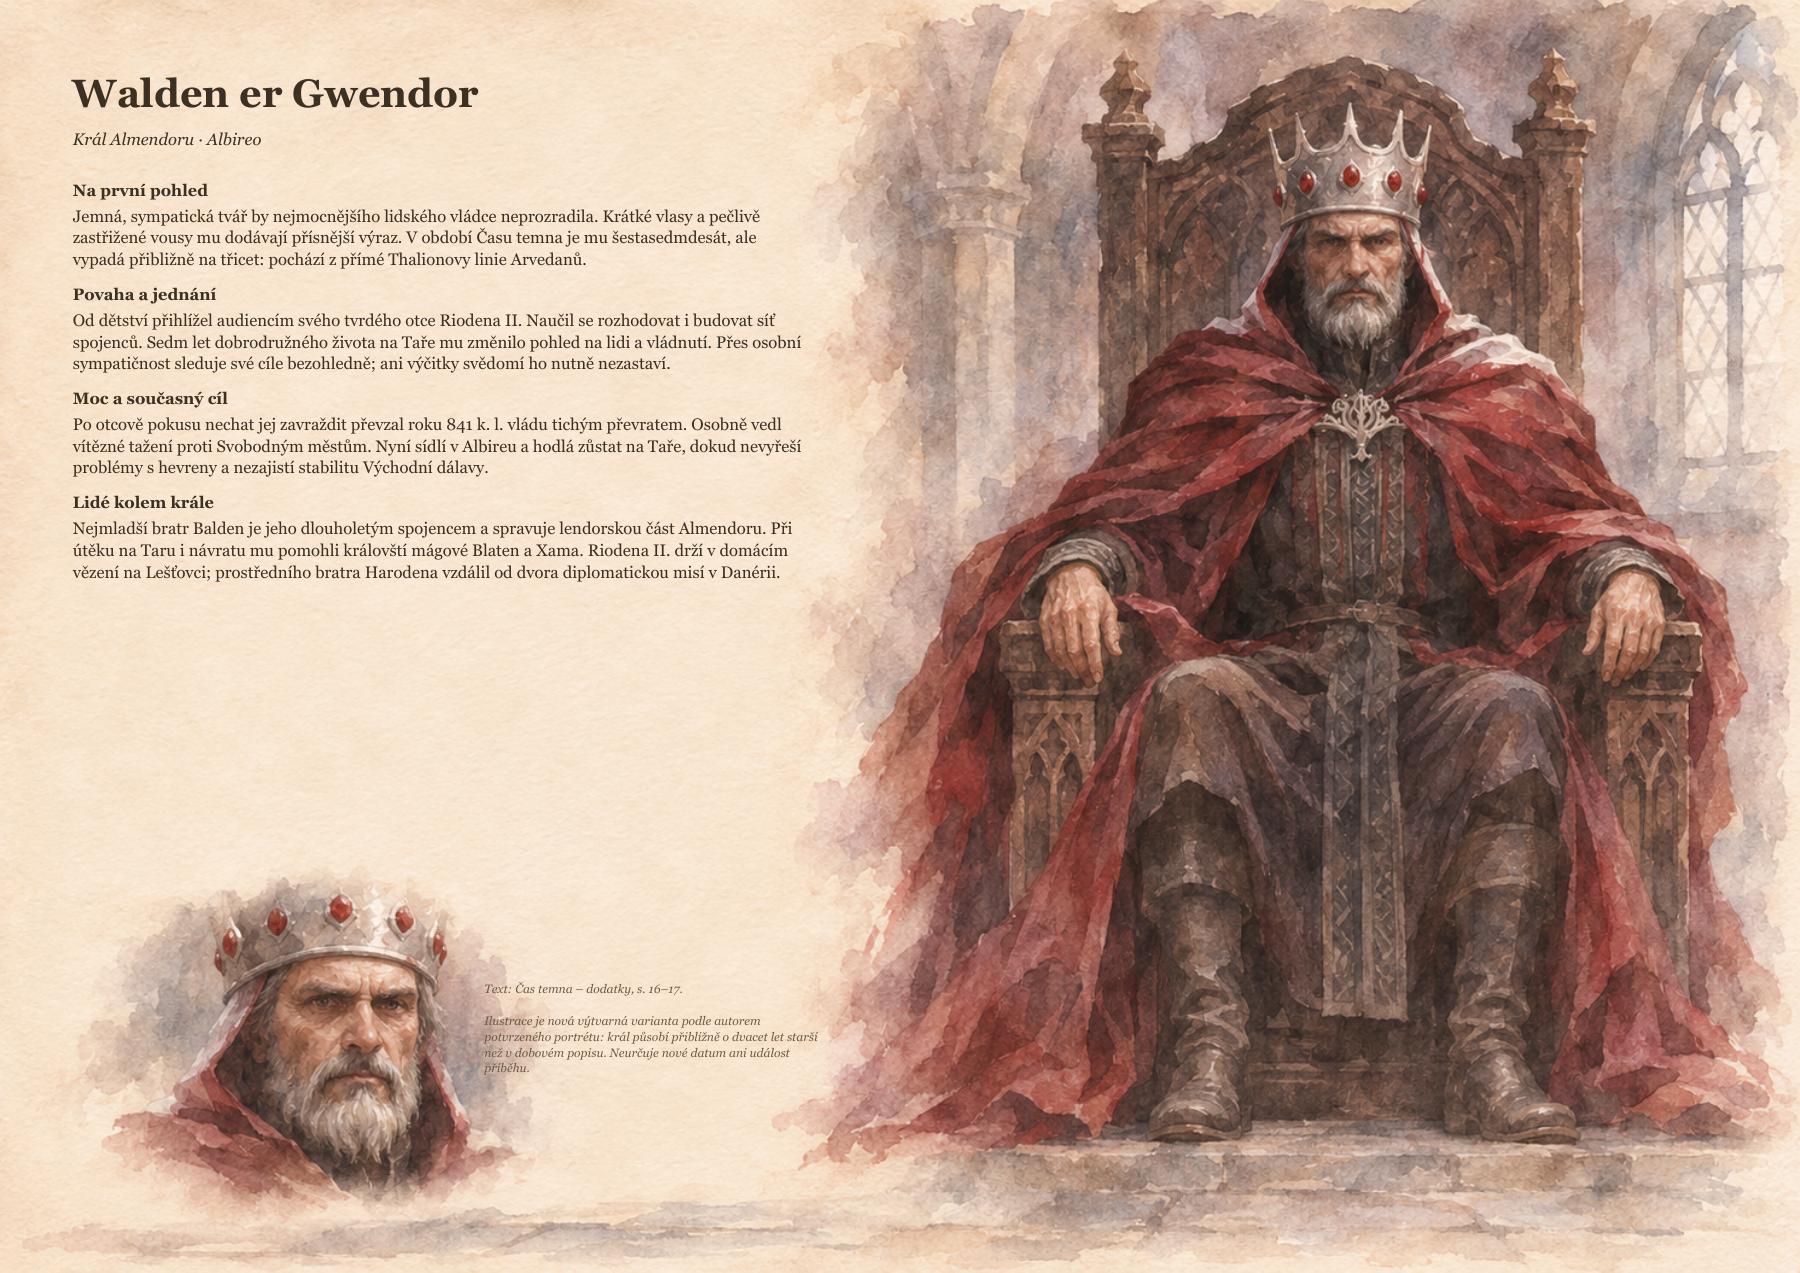 Walden er Gwendor
Král Almendoru · Albireo
Na první pohled
Jemná, sympatická tvář by nejmocnějšího lidského vládce neprozradila. Krátké vlasy a pečlivě
zastřižené vousy mu dodávají přísnější výraz. V období Času temna je mu šestasedmdesát, ale
vypadá přibližně na třicet: pochází z přímé Thalionovy linie Arvedanů.
Povaha a jednání
Od dětství přihlížel audiencím svého tvrdého otce Riodena II. Naučil se rozhodovat i budovat síť
spojenců. Sedm let dobrodružného života na Taře mu změnilo pohled na lidi a vládnutí. Přes osobní
sympatičnost sleduje své cíle bezohledně; ani výčitky svědomí ho nutně nezastaví.
Moc a současný cíl
Po otcově pokusu nechat jej zavraždit převzal roku 841 k. l. vládu tichým převratem. Osobně vedl
vítězné tažení proti Svobodným městům. Nyní sídlí v Albireu a hodlá zůstat na Taře, dokud nevyřeší
problémy s hevreny a nezajistí stabilitu Východní dálavy.
Lidé kolem krále
Nejmladší bratr Balden je jeho dlouholetým spojencem a spravuje lendorskou část Almendoru. Při
útěku na Taru i návratu mu pomohli královští mágové Blaten a Xama. Riodena II. drží v domácím
vězení na Lešťovci; prostředního bratra Harodena vzdálil od dvora diplomatickou misí v Danérii.
Text: Čas temna – dodatky, s. 16–17.
Ilustrace je nová výtvarná varianta podle autorem
potvrzeného portrétu: král působí přibližně o dvacet let starší
než v dobovém popisu. Neurčuje nové datum ani událost
příběhu.